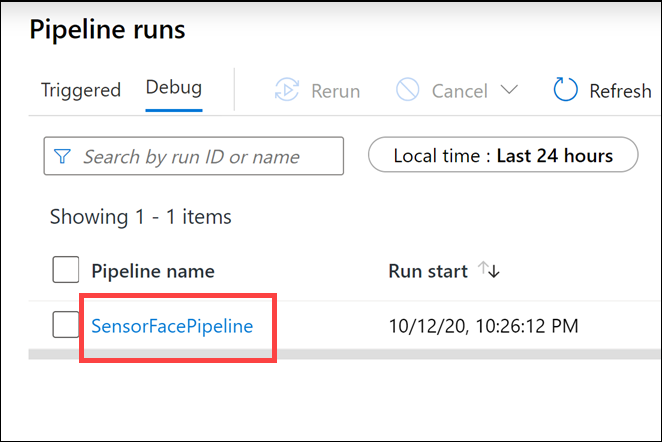 Pipeline runs
Triggered Debug Rerun Cancel Refresh
Search by run ID or name Local time : Last 24 hours
Showing 1 - 1 items
Pipeline name Run start
SensorFacePipeline 10/12/20, 10:26:12 PM